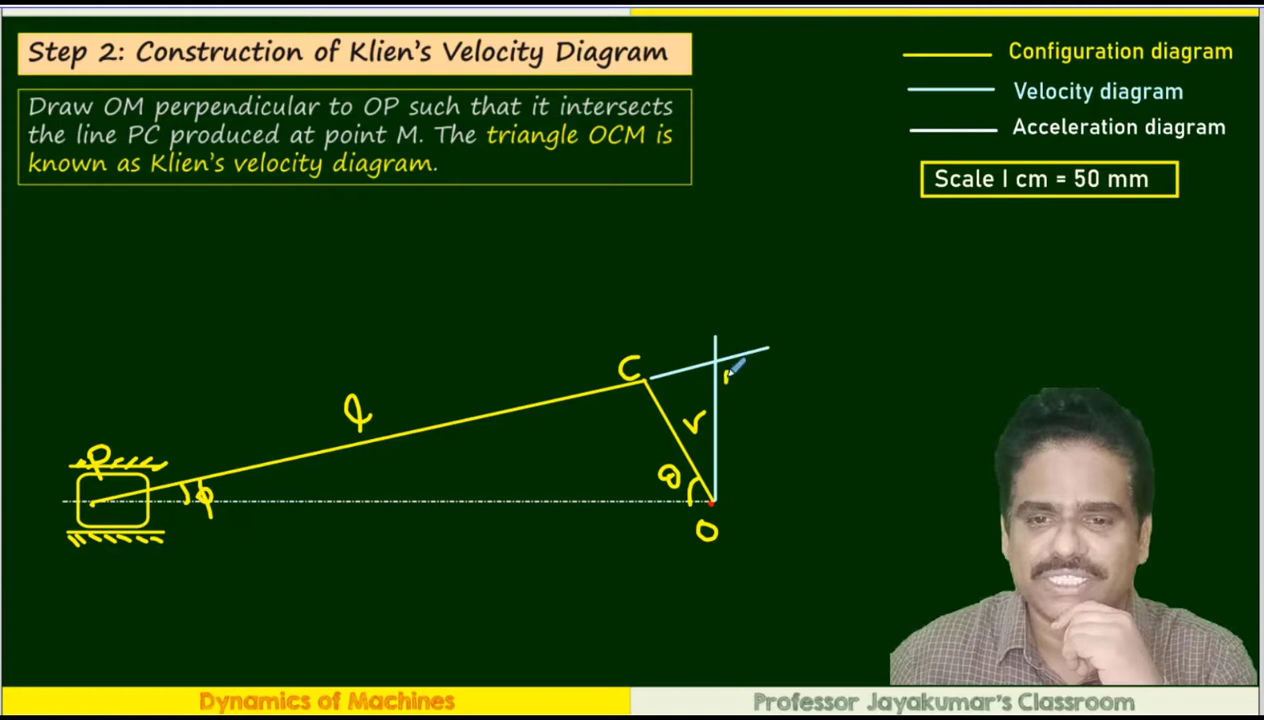 Step 2: Construction of Klien's Velocity Diagram
Draw OM perpendicular to OP such that it intersects
the line PC produced at point M. The triangle OCM is
known as Klien's velocity diagram.
Configuration diagram
Velocity diagram
Acceleration diagram
Scale 1 cm = 50 mm
C
l
r
P
θ
φ
O
Dynamics of Machines
Professor Jayakumar's Classroom